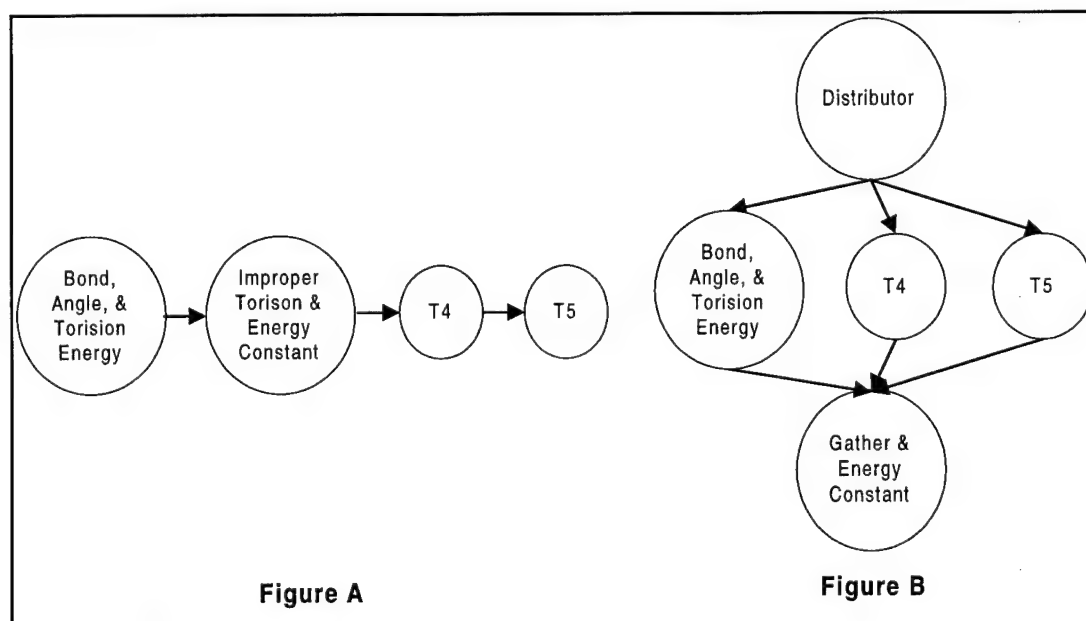 Bond,
Angle, &
Torision
Energy
Improper
Torison &
Energy
Constant
T4
T5
Figure A
Distributor
Bond,
Angle, &
Torision
Energy
T4
T5
Gather &
Energy
Constant
Figure B